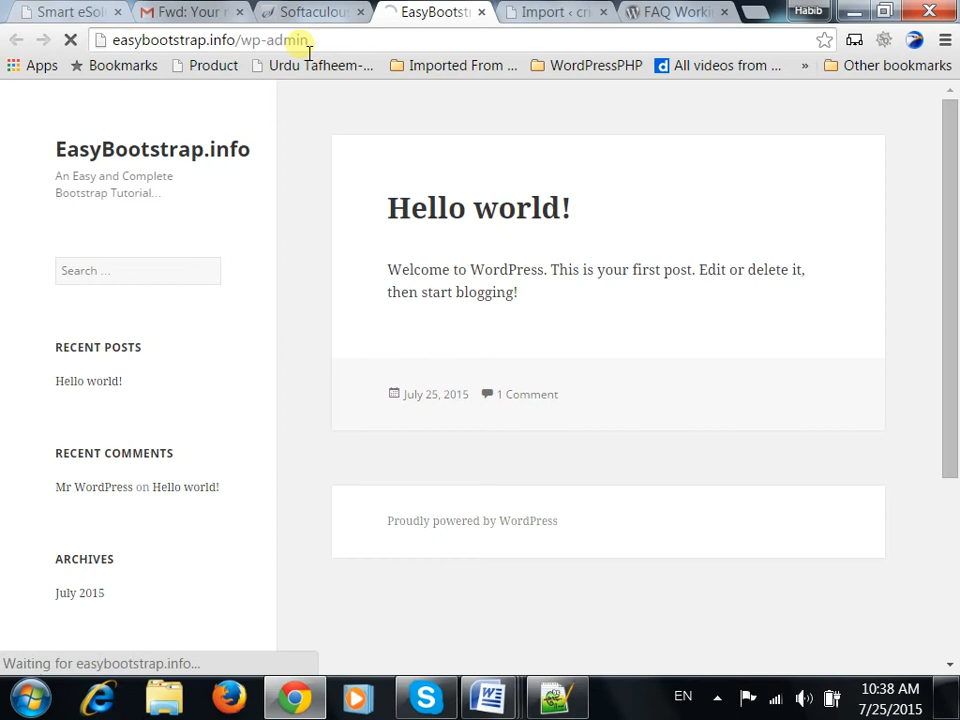 Smart eSol
Fwd: Your r
Softaculous
EasyBootstr
Import ‹ cri
FAQ Workin
Habib
easybootstrap.info/wp-admin
Apps
Bookmarks
Product
Urdu Tafheem-...
Imported From ...
WordPressPHP
d All videos from ...
»
Other bookmarks
EasyBootstrap.info
An Easy and Complete
Bootstrap Tutorial…
Search …
RECENT POSTS
Hello world!
RECENT COMMENTS
Mr WordPress on Hello world!
ARCHIVES
July 2015
Hello world!
Welcome to WordPress. This is your first post. Edit or delete it,
then start blogging!
July 25, 2015 1 Comment
Proudly powered by WordPress
Waiting for easybootstrap.info...
EN
10:38 AM
7/25/2015